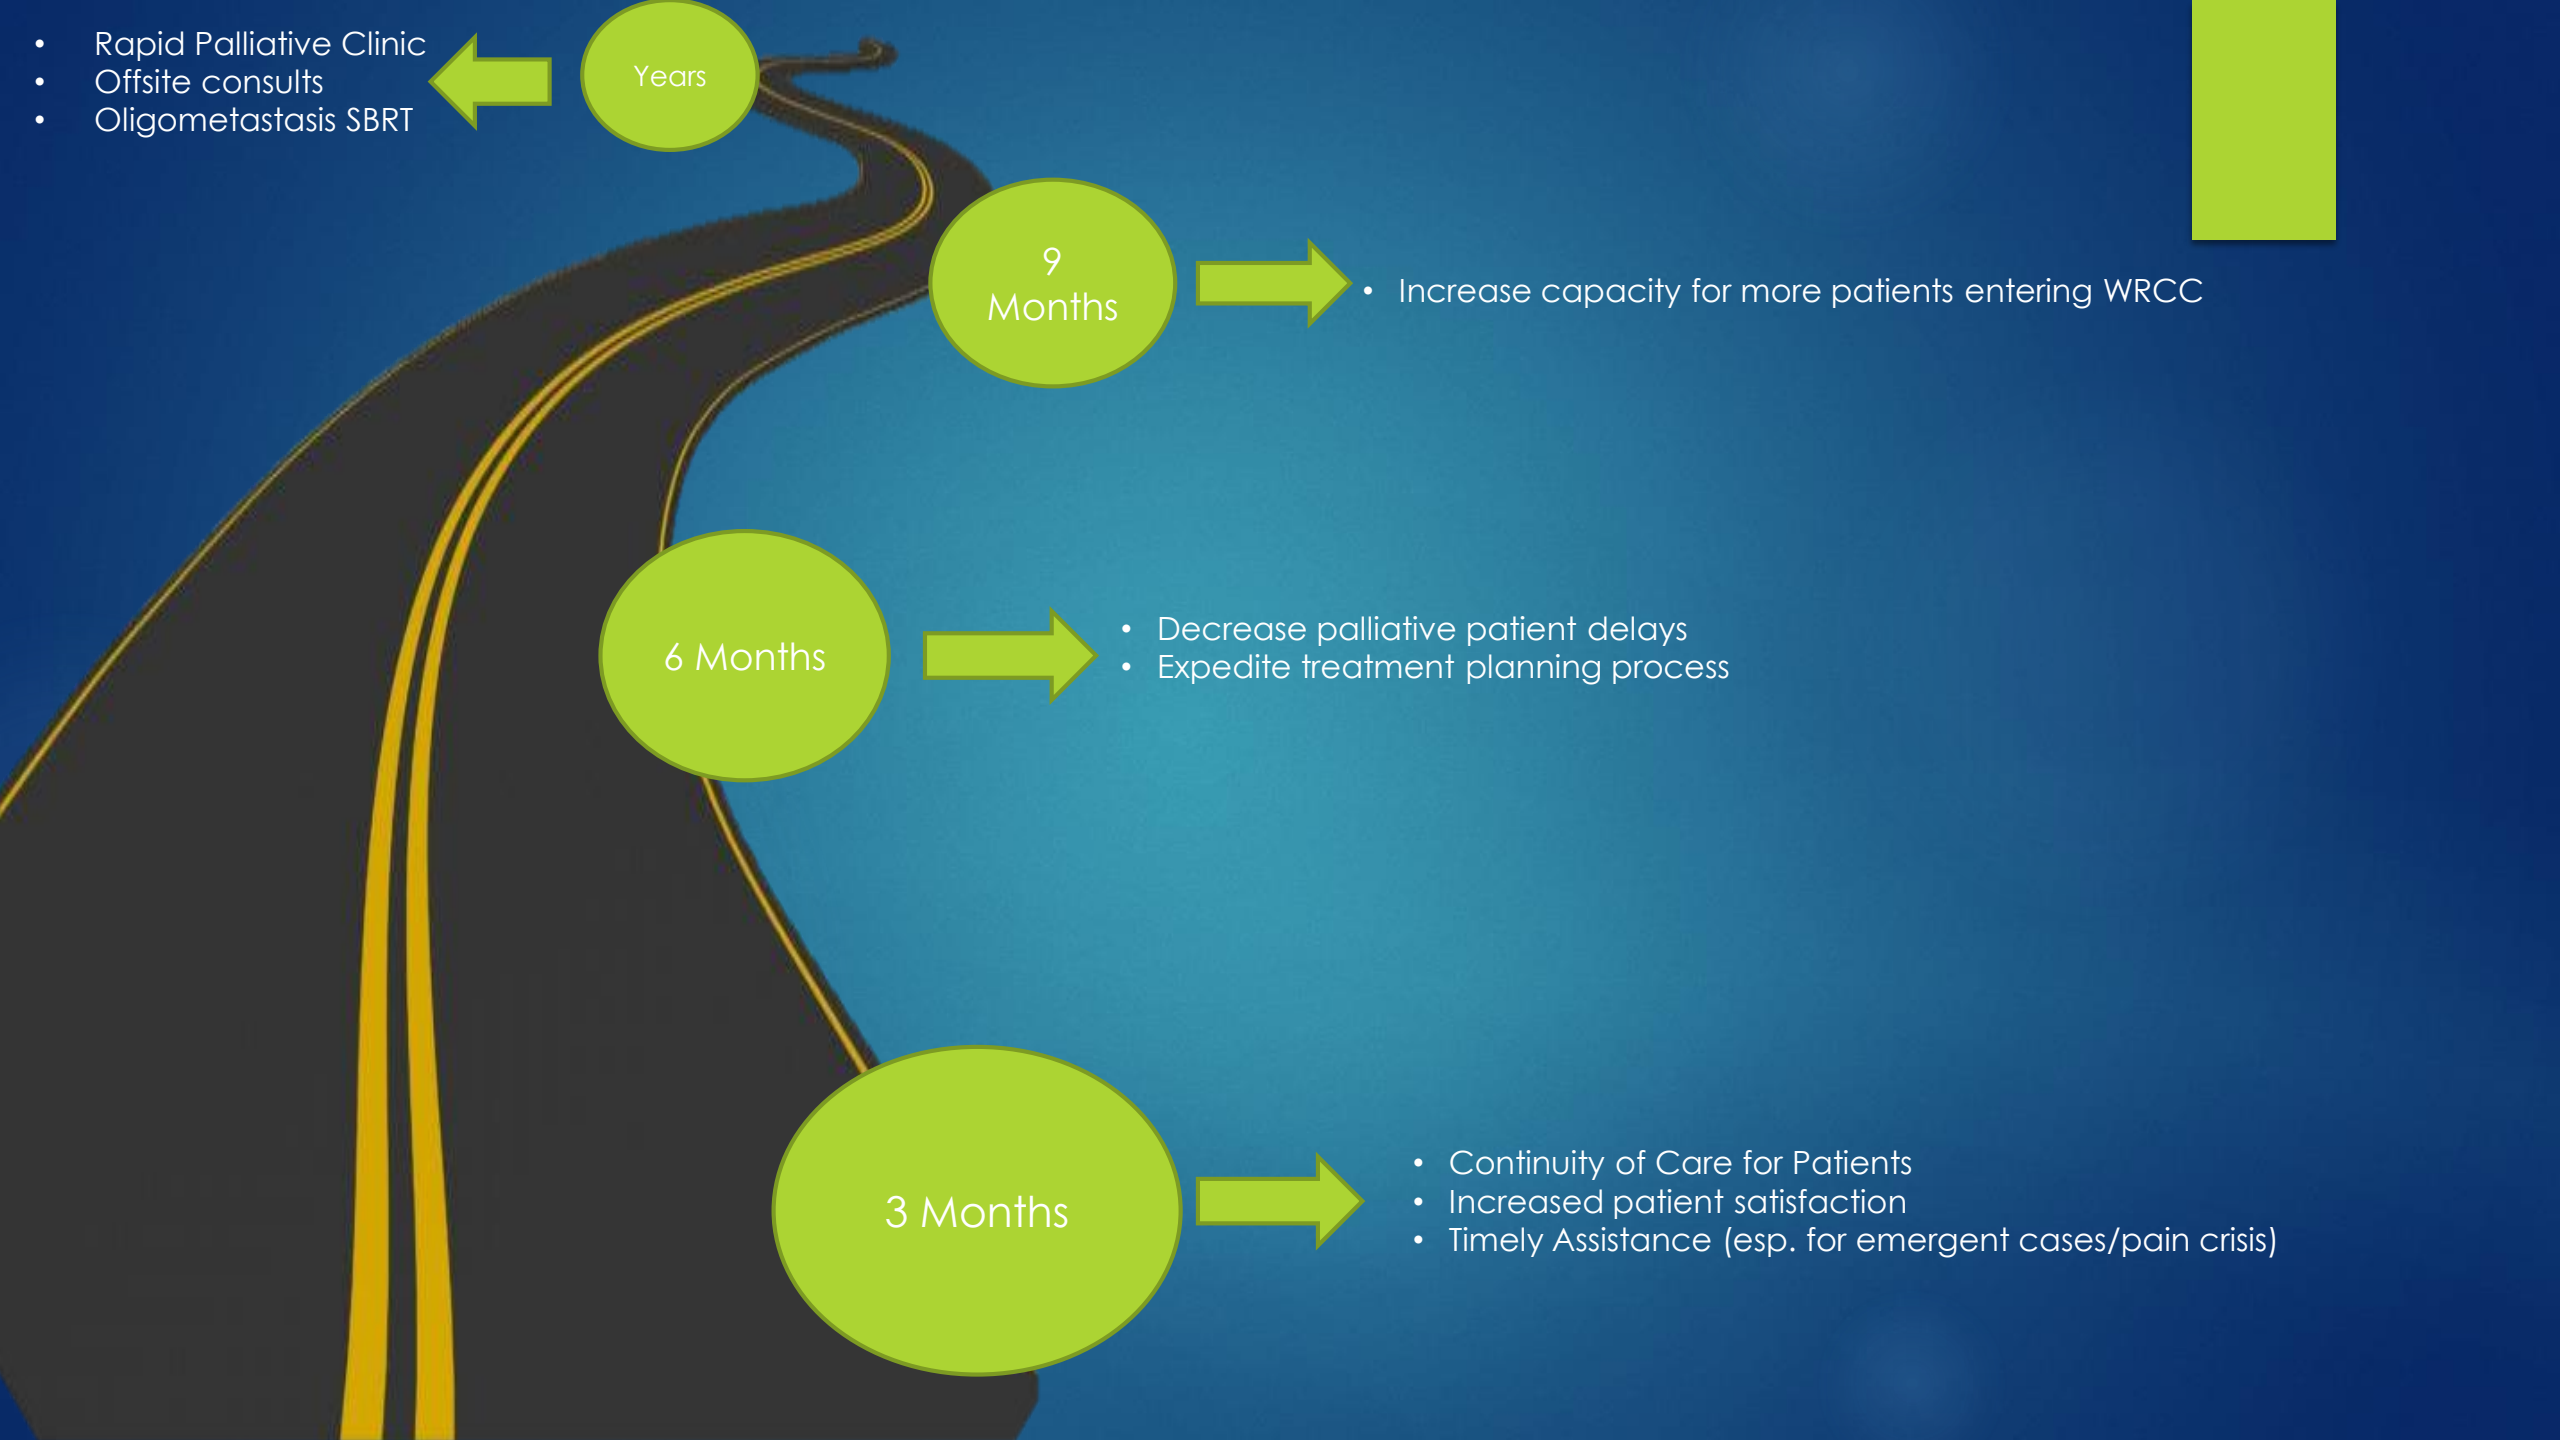 • Rapid Palliative Clinic
• Offsite consults
• Oligometastasis SBRT
Years
9
Months
• Increase capacity for more patients entering WRCC
6 Months
• Decrease palliative patient delays
• Expedite treatment planning process
3 Months
• Continuity of Care for Patients
• Increased patient satisfaction
• Timely Assistance (esp. for emergent cases/pain crisis)